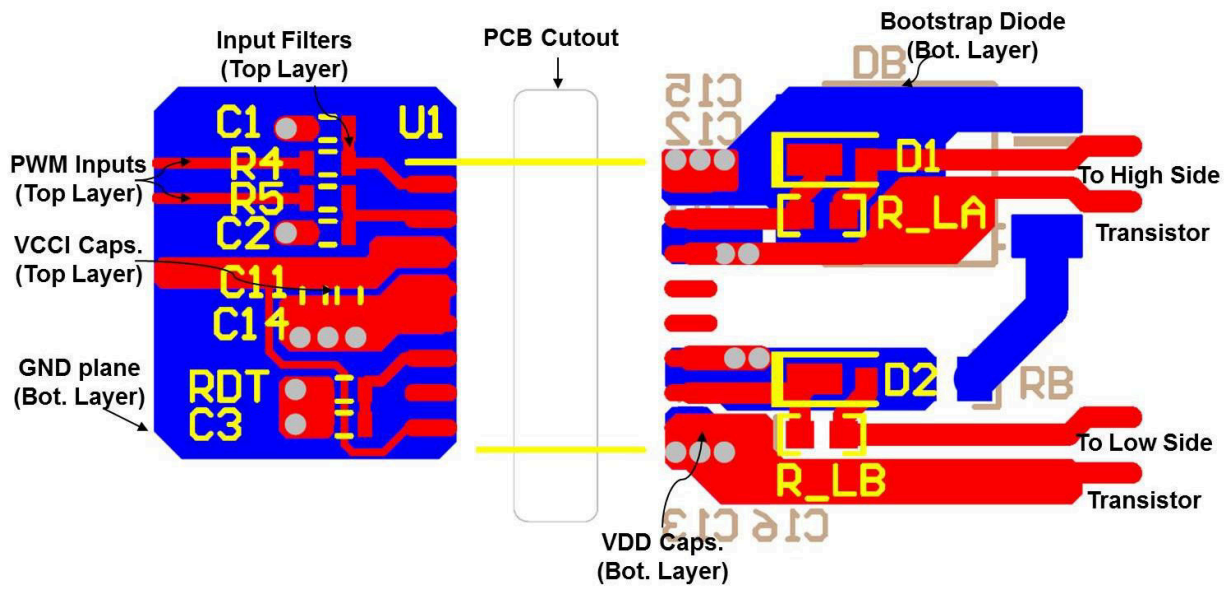 Input Filters
(Top Layer)
PCB Cutout
Bootstrap Diode
(Bot. Layer)
DB
C15
C12
C1
U1
PWM Inputs
(Top Layer)
R4
R5
D1
To High Side
Transistor
R_LA
C2
VCCI Caps.
(Top Layer)
C11
C14
GND plane
(Bot. Layer)
RDT
C3
D2
RB
To Low Side
Transistor
R_LB
C13
C16
VDD Caps.
(Bot. Layer)